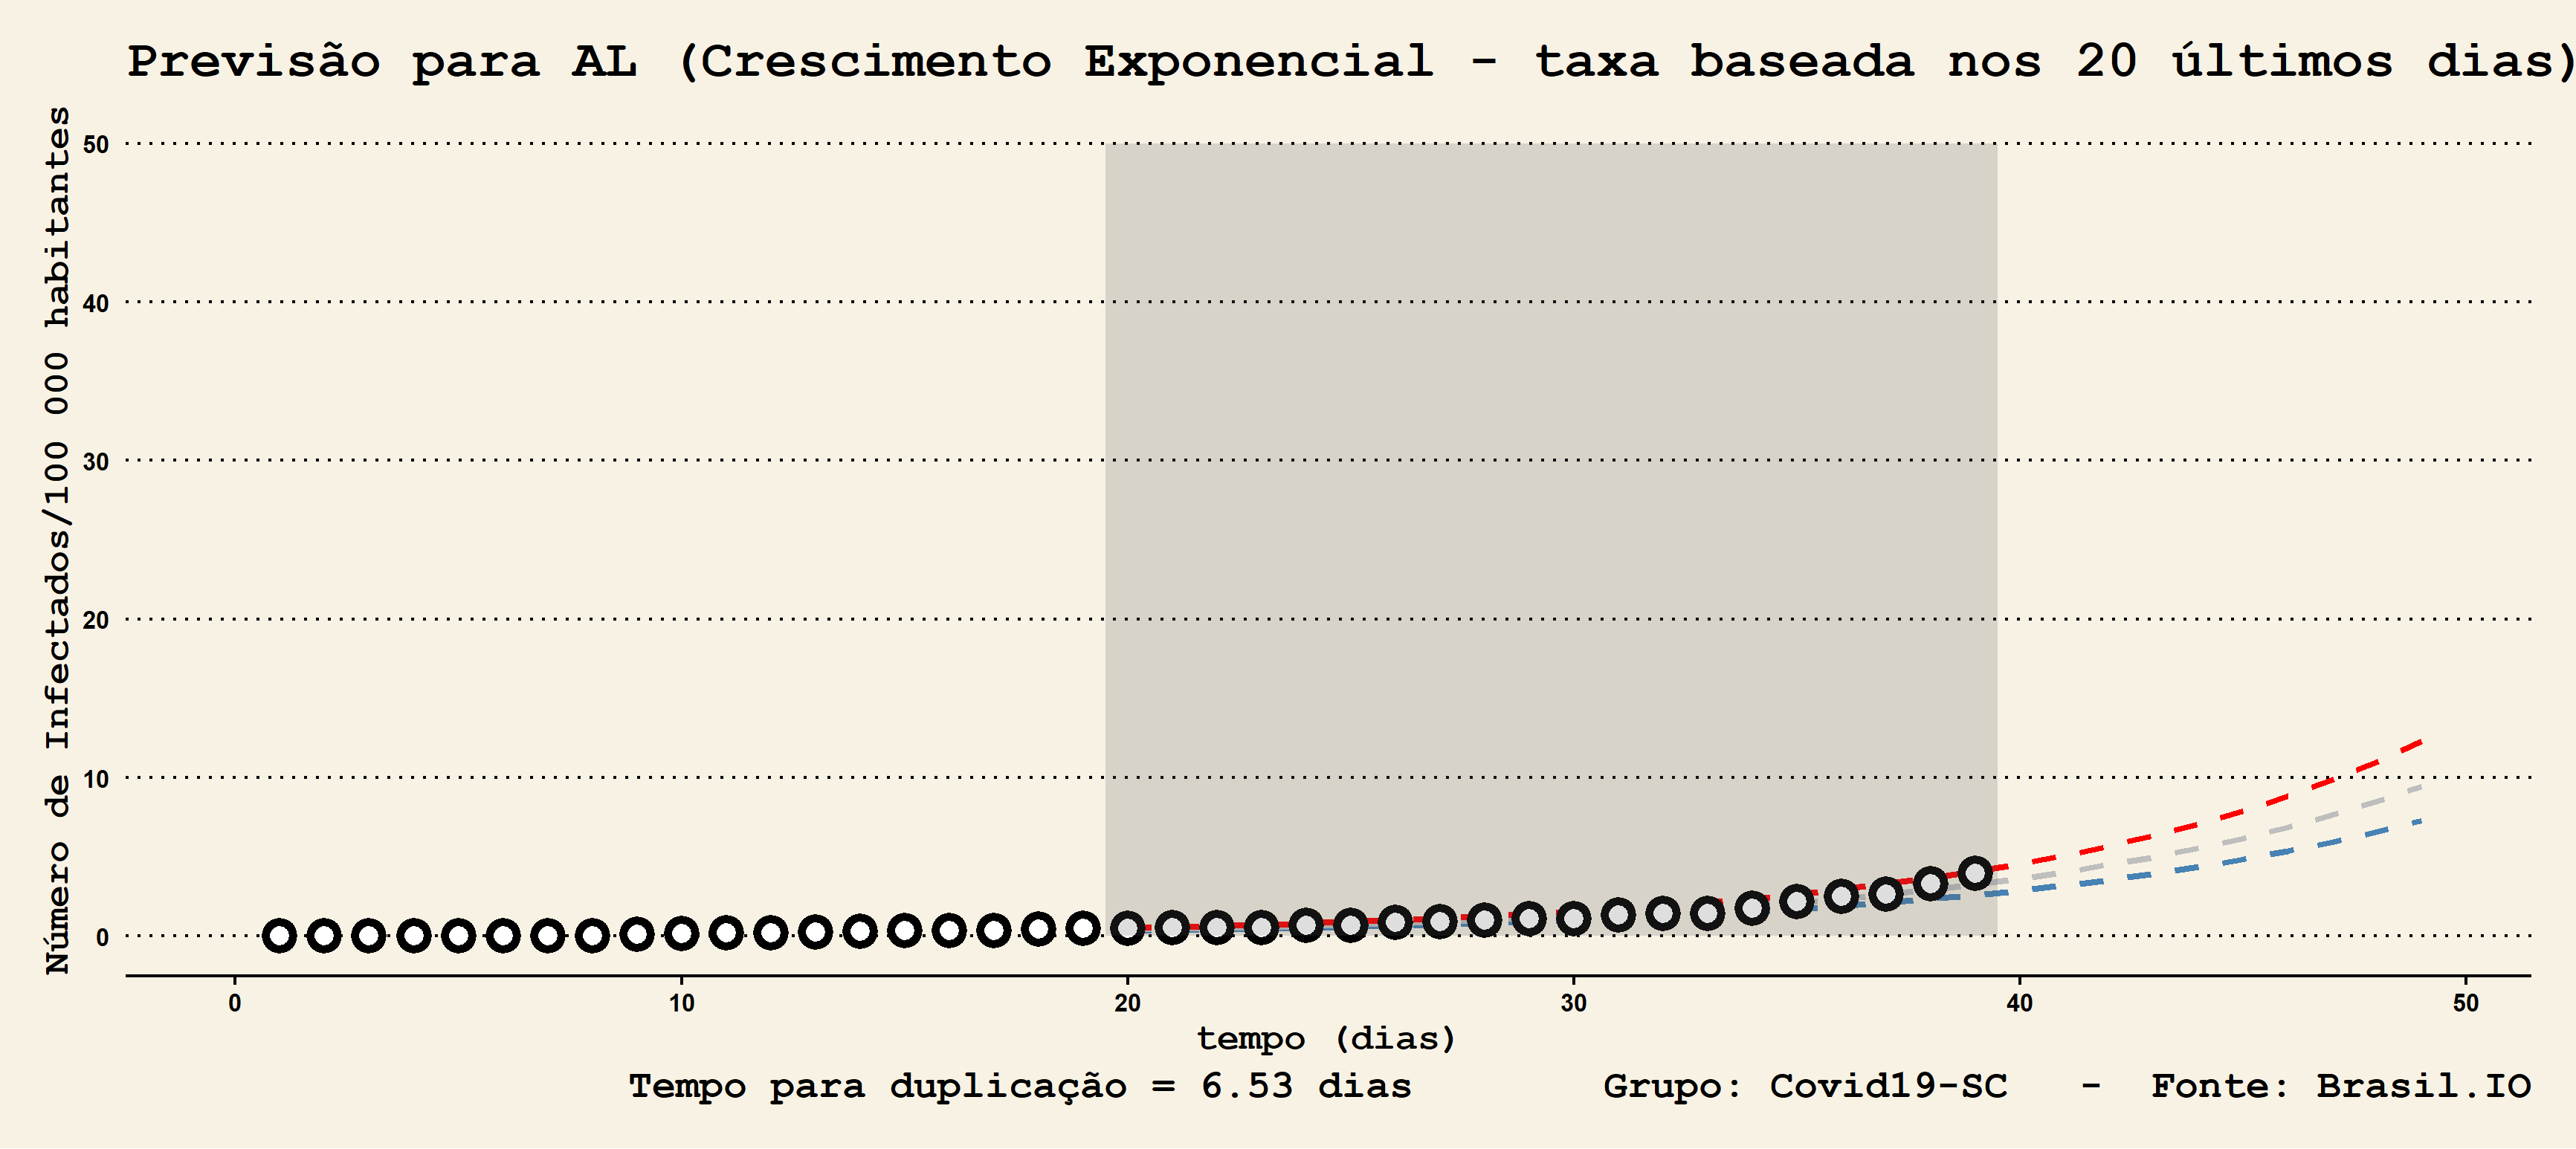 Previsão para AL (Crescimento Exponencial - taxa baseada nos 20 últimos dias)
Número de Infectados/100 000 habitantes
50
40
30
20
10
0
0 10 20 30 40 50
tempo (dias)
Tempo para duplicação = 6.53 dias Grupo: Covid19-SC - Fonte: Brasil.IO